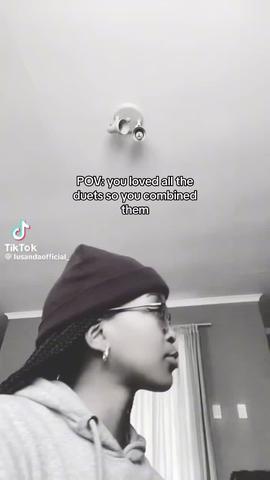 POV: you loved all the
duets so you combined
them
TikTok
@lusandaofficial_